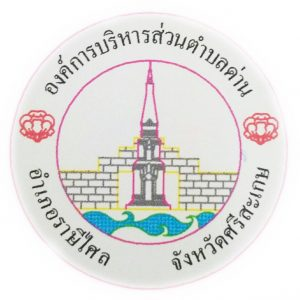 องค์การบริหารส่วนตำบลด่าน
อำเภอราษีไศล
จังหวัดศรีสะเกษ